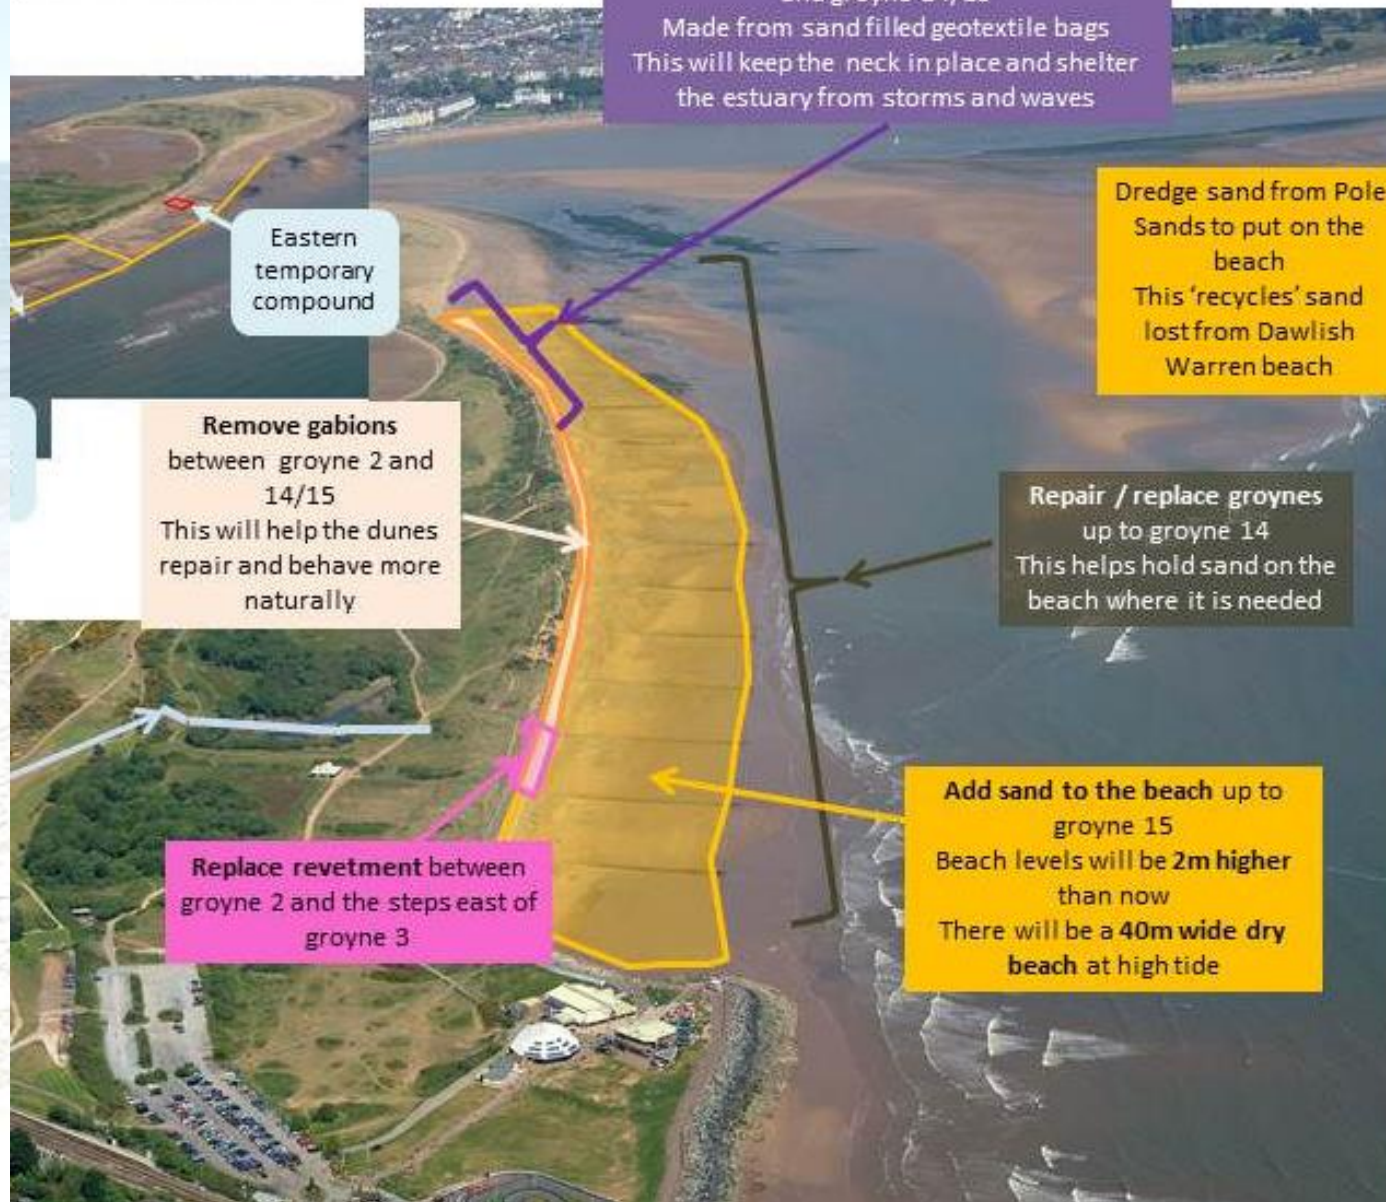 Made from sand filled geotextile bags
This will keep the neck in place and shelter
the estuary from storms and waves
Dredge sand from Pole
Sands to put on the
beach
This ‘recycles’ sand
lost from Dawlish
Warren beach
Eastern
temporary
compound
Remove gabions
between groyne 2 and
14/15
This will help the dunes
repair and behave more
naturally
Repair / replace groynes
up to groyne 14
This helps hold sand on the
beach where it is needed
Add sand to the beach up to
groyne 15
Beach levels will be 2m higher
than now
There will be a 40m wide dry
beach at high tide
Replace revetment between
groyne 2 and the steps east of
groyne 3